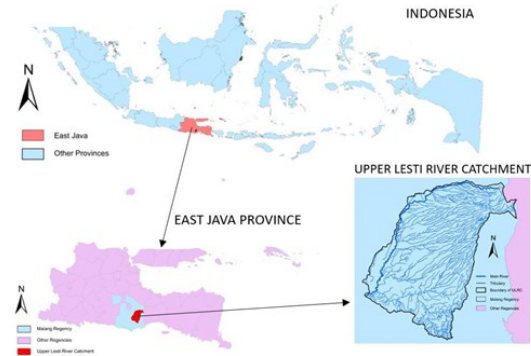 INDONESIA
N
East Java
Other Provinces
UPPER LESTI RIVER CATCHMENT
EAST JAVA PROVINCE
N
Main River
Tributary
Boundary of ULRC
Malang Regency
Other Regencies
N
Malang Regency
Other Regencies
Upper Lesti River Catchment